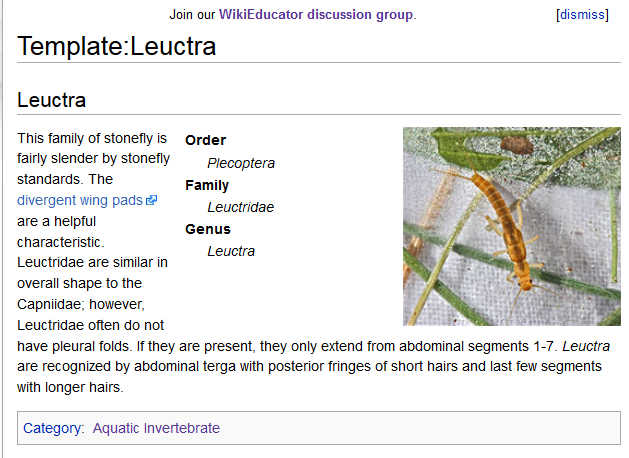 Join our WikiEducator discussion group.
[dismiss]
Template:Leuctra
Leuctra
This family of stonefly is
fairly slender by stonefly
standards. The
divergent wing pads
are a helpful
characteristic.
Leuctridae are similar in
overall shape to the
Capniidae; however,
Leuctridae often do not
have pleural folds. If they are present, they only extend from abdominal segments 1-7. Leuctra
are recognized by abdominal terga with posterior fringes of short hairs and last few segments
with longer hairs.
Order
Plecoptera
Family
Leuctridae
Genus
Leuctra
Category: Aquatic Invertebrate